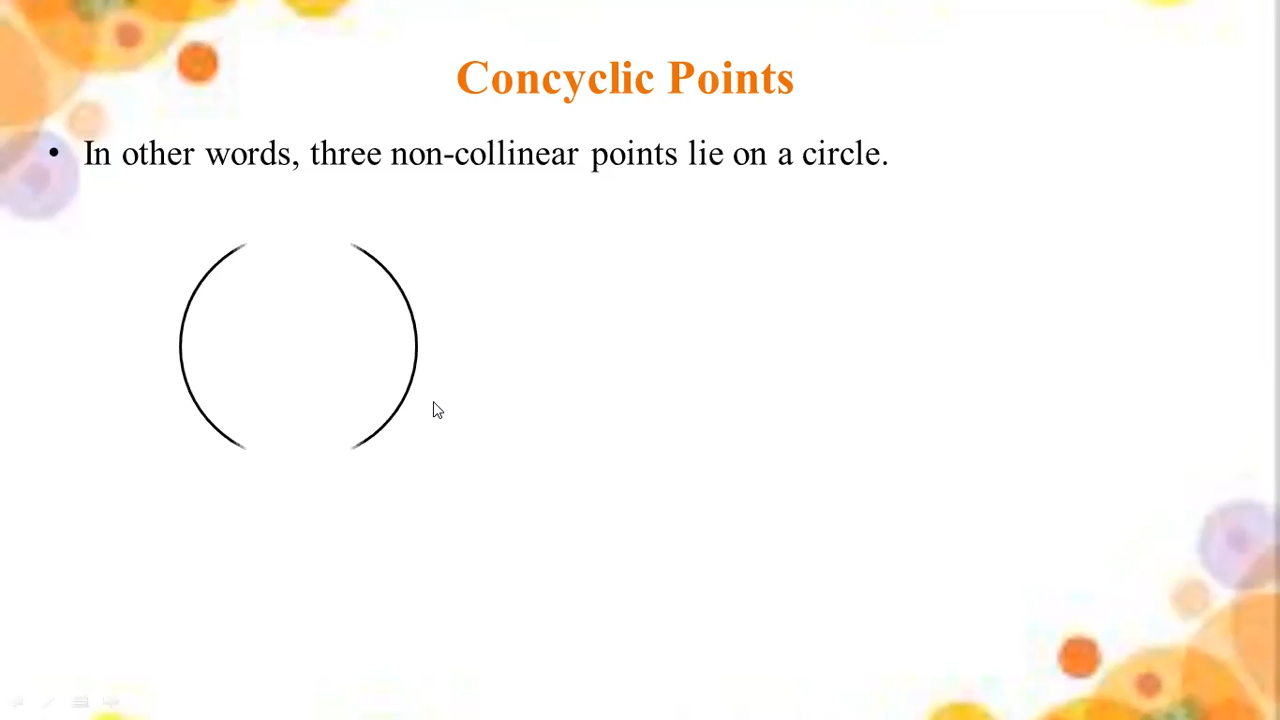 Concyclic Points
• In other words, three non-collinear points lie on a circle.